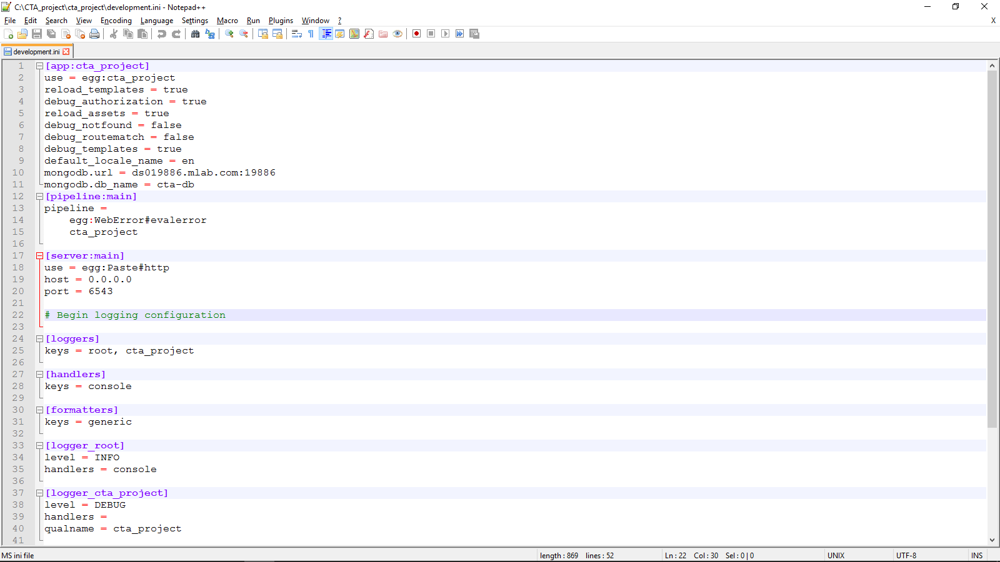 C:\CTA_project\cta_project\development.ini - Notepad++
File Edit Search View Encoding Language Settings Macro Run Plugins Window ? X
development.ini
1 [app:cta_project]
2 use = egg:cta_project
3 reload_templates = true
4 debug_authorization = true
5 reload_assets = true
6 debug_notfound = false
7 debug_routematch = false
8 debug_templates = true
9 default_locale_name = en
10 mongodb.url = ds019886.mlab.com:19886
11 mongodb.db_name = cta-db
12 [pipeline:main]
13 pipeline =
14 egg:WebError#evalerror
15 cta_project
16
17 [server:main]
18 use = egg:Paste#http
19 host = 0.0.0.0
20 port = 6543
21
22 # Begin logging configuration
23
24 [loggers]
25 keys = root, cta_project
26
27 [handlers]
28 keys = console
29
30 [formatters]
31 keys = generic
32
33 [logger_root]
34 level = INFO
35 handlers = console
36
37 [logger_cta_project]
38 level = DEBUG
39 handlers =
40 qualname = cta_project
41
MS ini file length : 869 lines : 52 Ln : 22 Col : 30 Sel : 0 | 0 UNIX UTF-8 INS